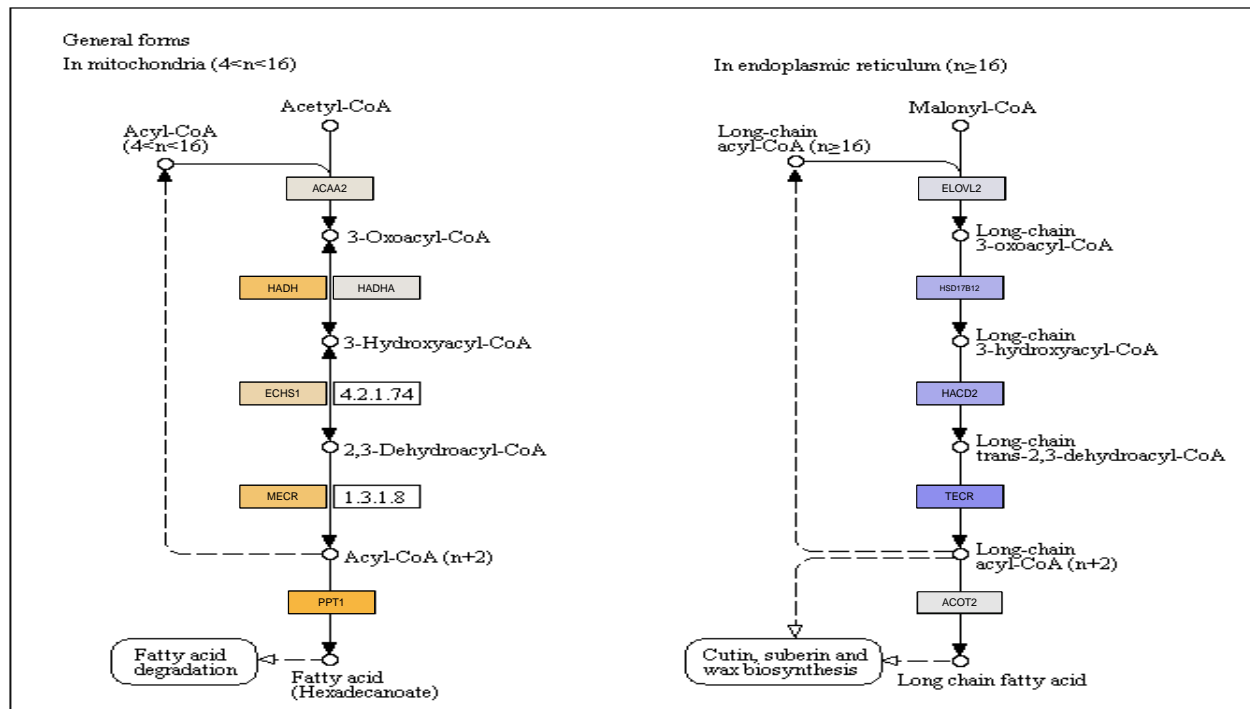 General forms
In mitochondria (4<n<16)
Acetyl-CoA
Acyl-CoA
(4<n<16)
ACAA2
3-Oxoacyl-CoA
HADH
HADHA
3-Hydroxyacyl-CoA
ECHS1
4.2.1.74
2,3-Dehydroacyl-CoA
MECR
1.3.1.8
Acyl-CoA (n+2)
PPT1
Fatty acid
degradation
Fatty acid
(Hexadecanoate)
In endoplasmic reticulum (n≥16)
Malonyl-CoA
Long-chain
acyl-CoA (n≥16)
ELOVL2
Long-chain
3-oxoacyl-CoA
HSD17B12
Long-chain
3-hydroxyacyl-CoA
HACD2
Long-chain
trans-2,3-dehydroacyl-CoA
TECR
Long-chain
acyl-CoA (n+2)
ACOT2
Cutin, suberin and
wax biosynthesis
Long chain fatty acid